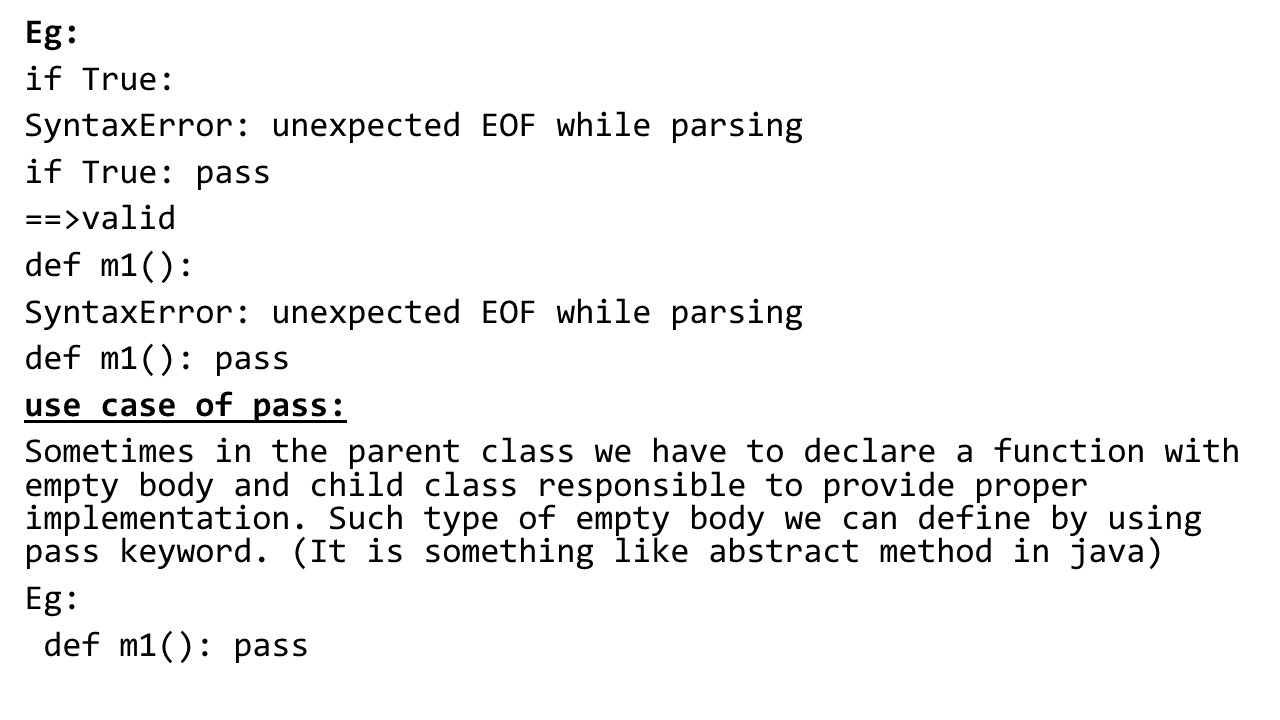 Eg:
if True:
SyntaxError: unexpected EOF while parsing
if True: pass
==>valid
def m1():
SyntaxError: unexpected EOF while parsing
def m1(): pass
use case of pass:
Sometimes in the parent class we have to declare a function with
empty body and child class responsible to provide proper
implementation. Such type of empty body we can define by using
pass keyword. (It is something like abstract method in java)
Eg:
def m1(): pass